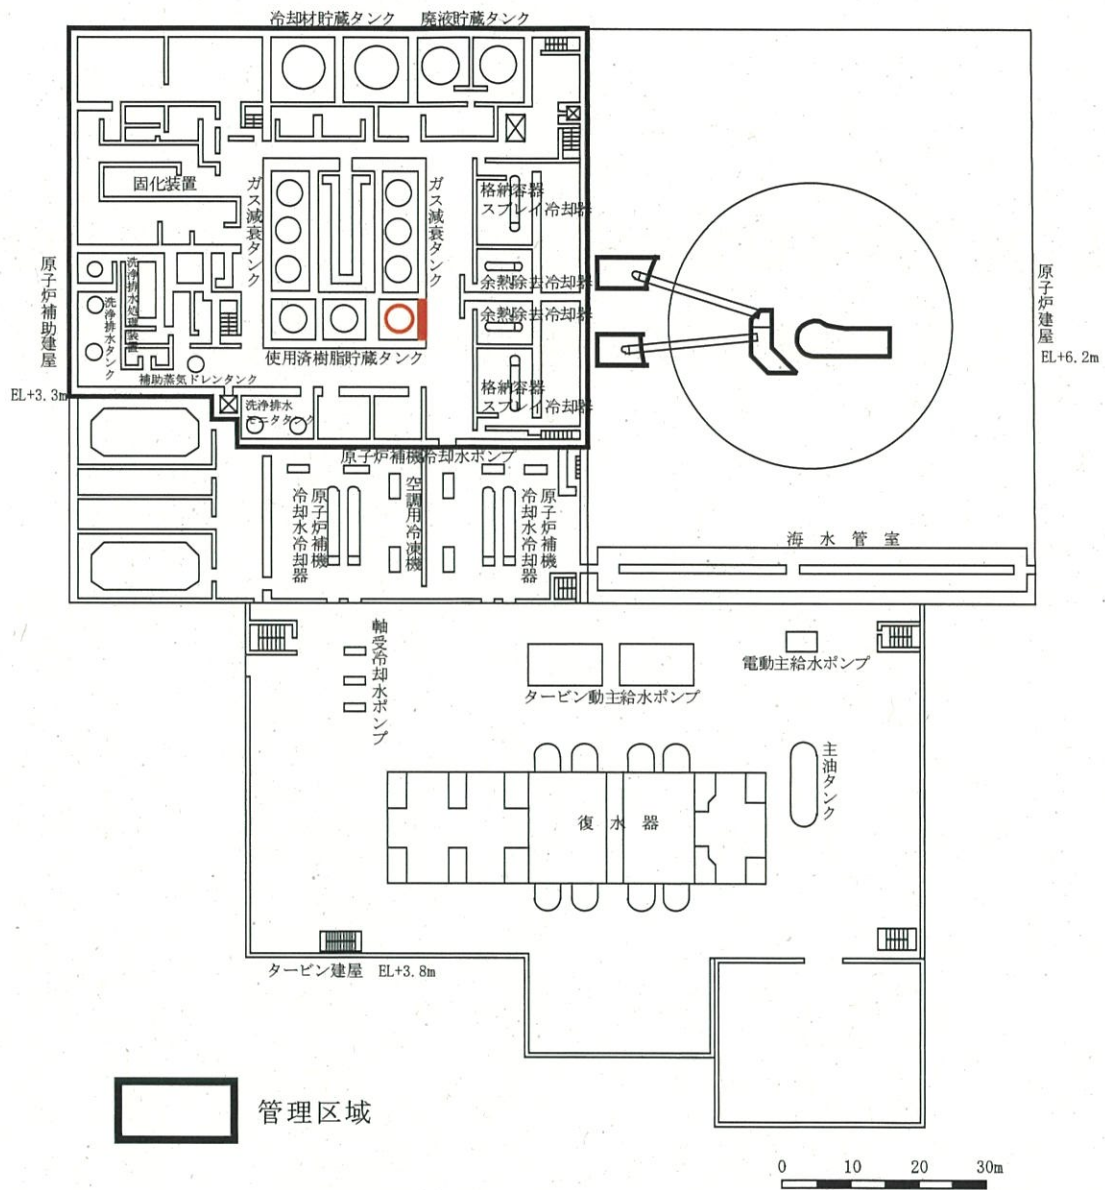 冷却材貯蔵タンク
廃液貯蔵タンク
固化装置
ガス減衰タンク
ガス減衰タンク
格納容器
スプレイ冷却器
余熱除去冷却器
余熱除去冷却器
格納容器
スプレイ冷却器
原子炉補助建屋
EL+3.3m
洗浄排水処理装置
洗浄排水タンク
使用済樹脂貯蔵タンク
補助蒸気ドレンタンク
洗浄排水
モニタタンク
原子炉建屋
EL+6.2m
原子炉補機冷却水ポンプ
原子炉補機
冷却水冷却器
空調用冷凍機
原子炉補機
冷却水冷却器
海水管室
軸受冷却水ポンプ
タービン動主給水ポンプ
電動主給水ポンプ
主油タンク
復水器
タービン建屋 EL+3.8m
管理区域
0 10 20 30m